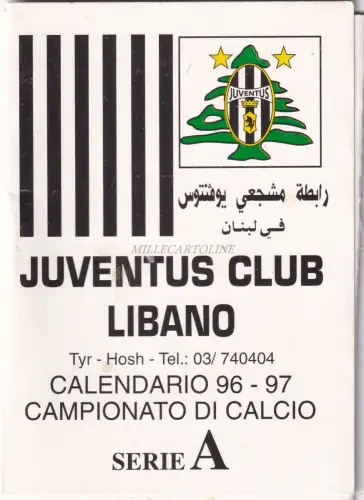 JUVENTUS
رابطة مشجعي يوفنتوس
في لبنان
MILLECARTOLINE
JUVENTUS CLUB
LIBANO
Tyr - Hosh - Tel.: 03/ 740404
CALENDARIO 96 - 97
CAMPIONATO DI CALCIO
SERIE A